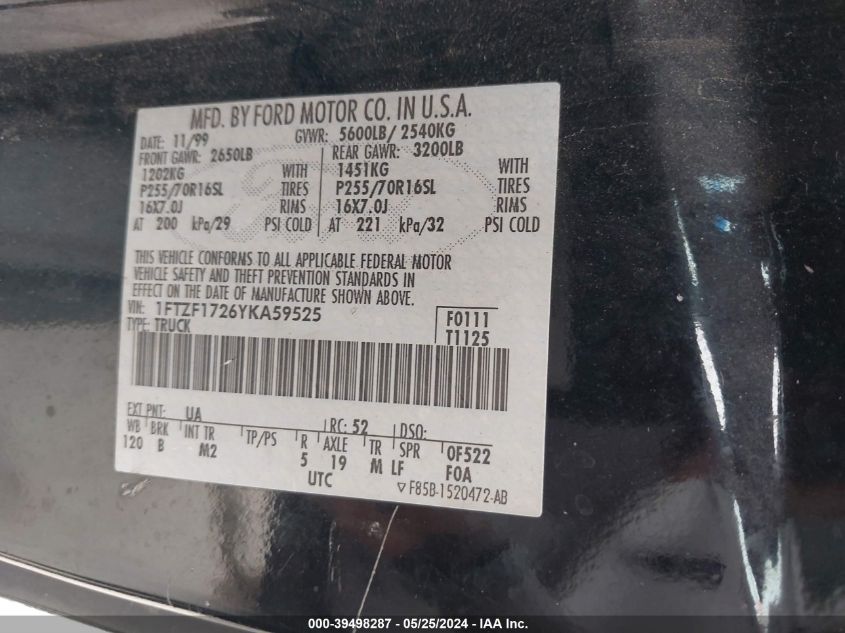 MFD. BY FORD MOTOR CO. IN U.S.A.
DATE: 11/99 GVWR: 5600LB/ 2540KG
FRONT GAWR: 2650LB REAR GAWR: 3200LB
1202KG WITH 1451KG WITH
P255/70R16SL TIRES P255/70R16SL TIRES
16X7.0J RIMS 16X7.0J RIMS
AT 200 kPa/29 PSI COLD AT 221 kPa/32 PSI COLD
THIS VEHICLE CONFORMS TO ALL APPLICABLE FEDERAL MOTOR
VEHICLE SAFETY AND THEFT PREVENTION STANDARDS IN
EFFECT ON THE DATE OF MANUFACTURE SHOWN ABOVE.
VIN: 1FTZF1726YKA59525 F0111
TYPE: TRUCK T1125
EXT PNT: UA RC: 52 DSO:
WB BRK INT TR TP/PS R AXLE TR SPR 0F522
120 B M2 5 19 M LF F0A
UTC ▽F85B-1520472-AB
000-39498287 - 05/25/2024 - IAA Inc.